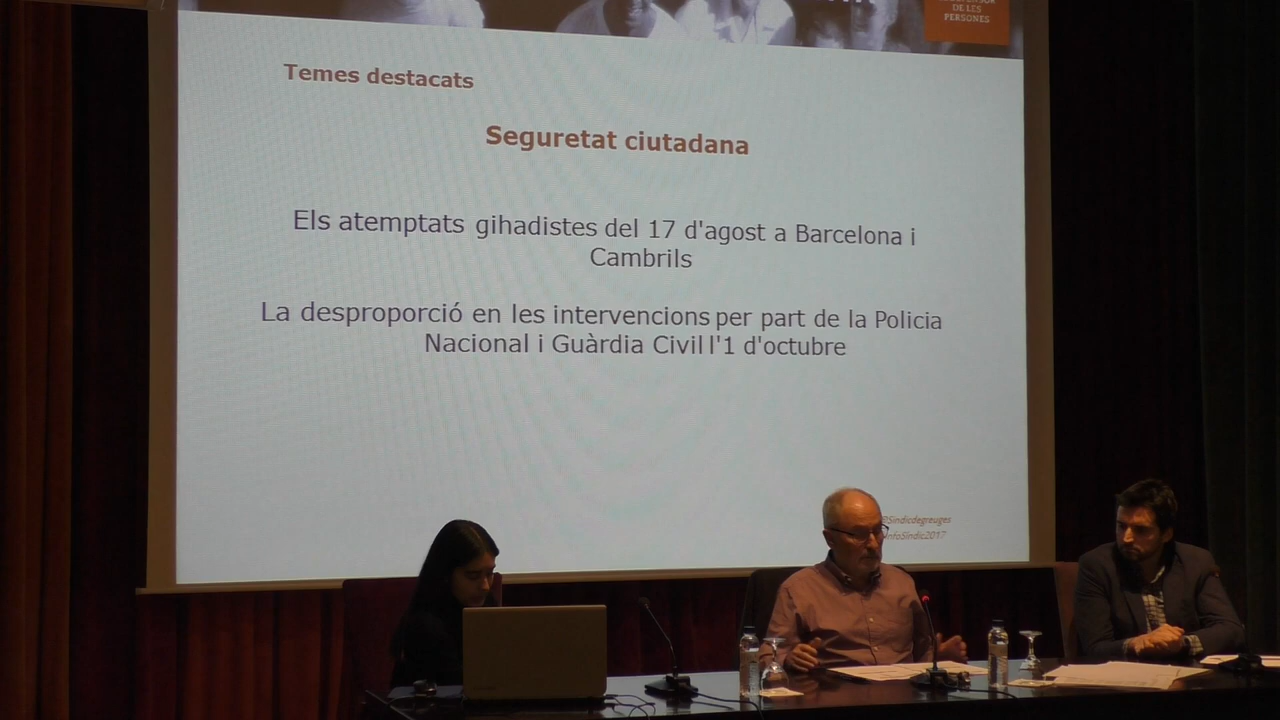 DE LES
PERSONES
Temes destacats
Seguretat ciutadana
Els atemptats gihadistes del 17 d'agost a Barcelona i
Cambrils
La desproporció en les intervencions per part de la Policia
Nacional i Guàrdia Civil l'1 d'octubre
@Sindicdegreuges
#InfoSindic2017